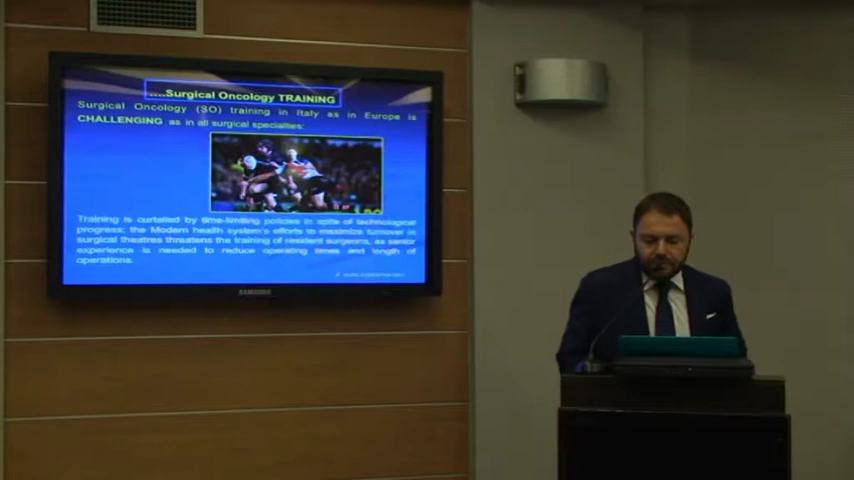 ....Surgical Oncology TRAINING
Surgical Oncology (SO) training in Italy as in Europe is
CHALLENGING as in all surgical specialties:
Training is curtailed by time-limiting policies in spite of technological
progress; the Modern health system's efforts to maximize turnover in
surgical theatres threatens the training of resident surgeons, as senior
experience is needed to reduce operating times and length of
operations.
SAMSUNG